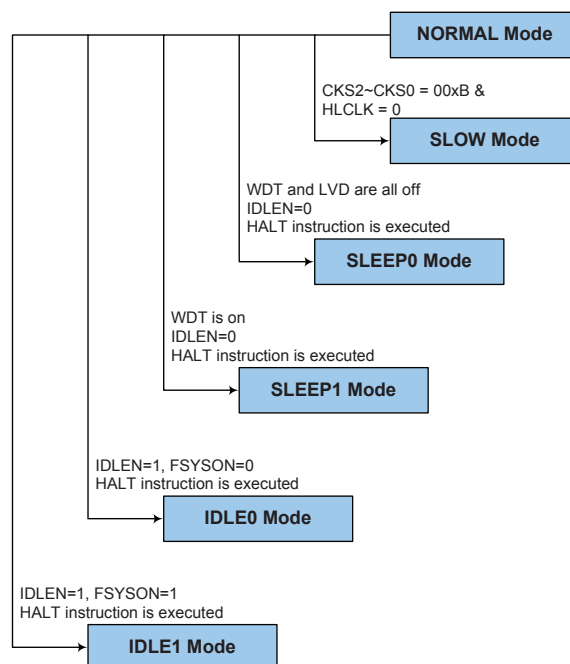 NORMAL Mode
CKS2~CKS0 = 00xB &
HLCLK = 0
SLOW Mode
WDT and LVD are all off
IDLEN=0
HALT instruction is executed
SLEEP0 Mode
WDT is on
IDLEN=0
HALT instruction is executed
SLEEP1 Mode
IDLEN=1, FSYSON=0
HALT instruction is executed
IDLE0 Mode
IDLEN=1, FSYSON=1
HALT instruction is executed
IDLE1 Mode